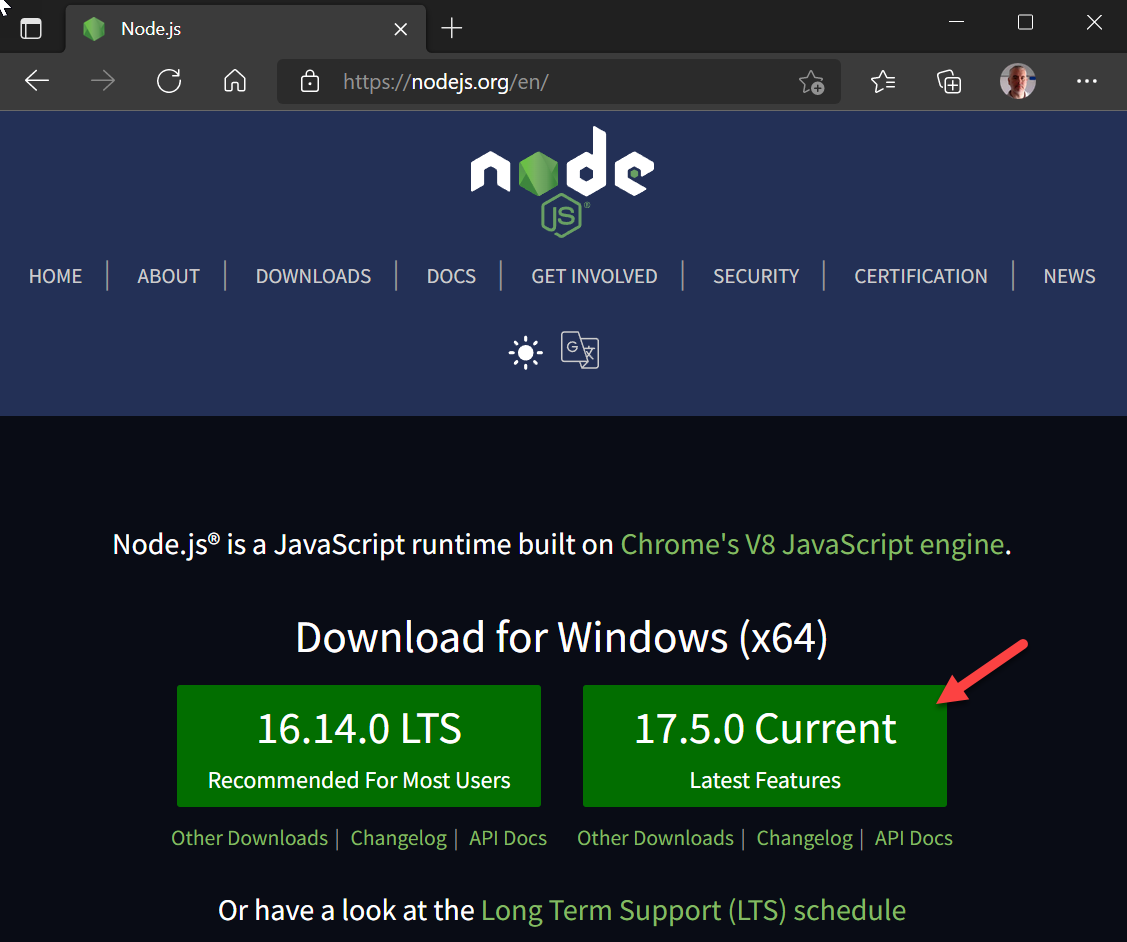 Node.js
https://nodejs.org/en/
node
JS®
HOME | ABOUT | DOWNLOADS | DOCS | GET INVOLVED | SECURITY | CERTIFICATION | NEWS
G文
Node.js® is a JavaScript runtime built on Chrome's V8 JavaScript engine.
Download for Windows (x64)
16.14.0 LTS
Recommended For Most Users
17.5.0 Current
Latest Features
Other Downloads | Changelog | API Docs
Other Downloads | Changelog | API Docs
Or have a look at the Long Term Support (LTS) schedule